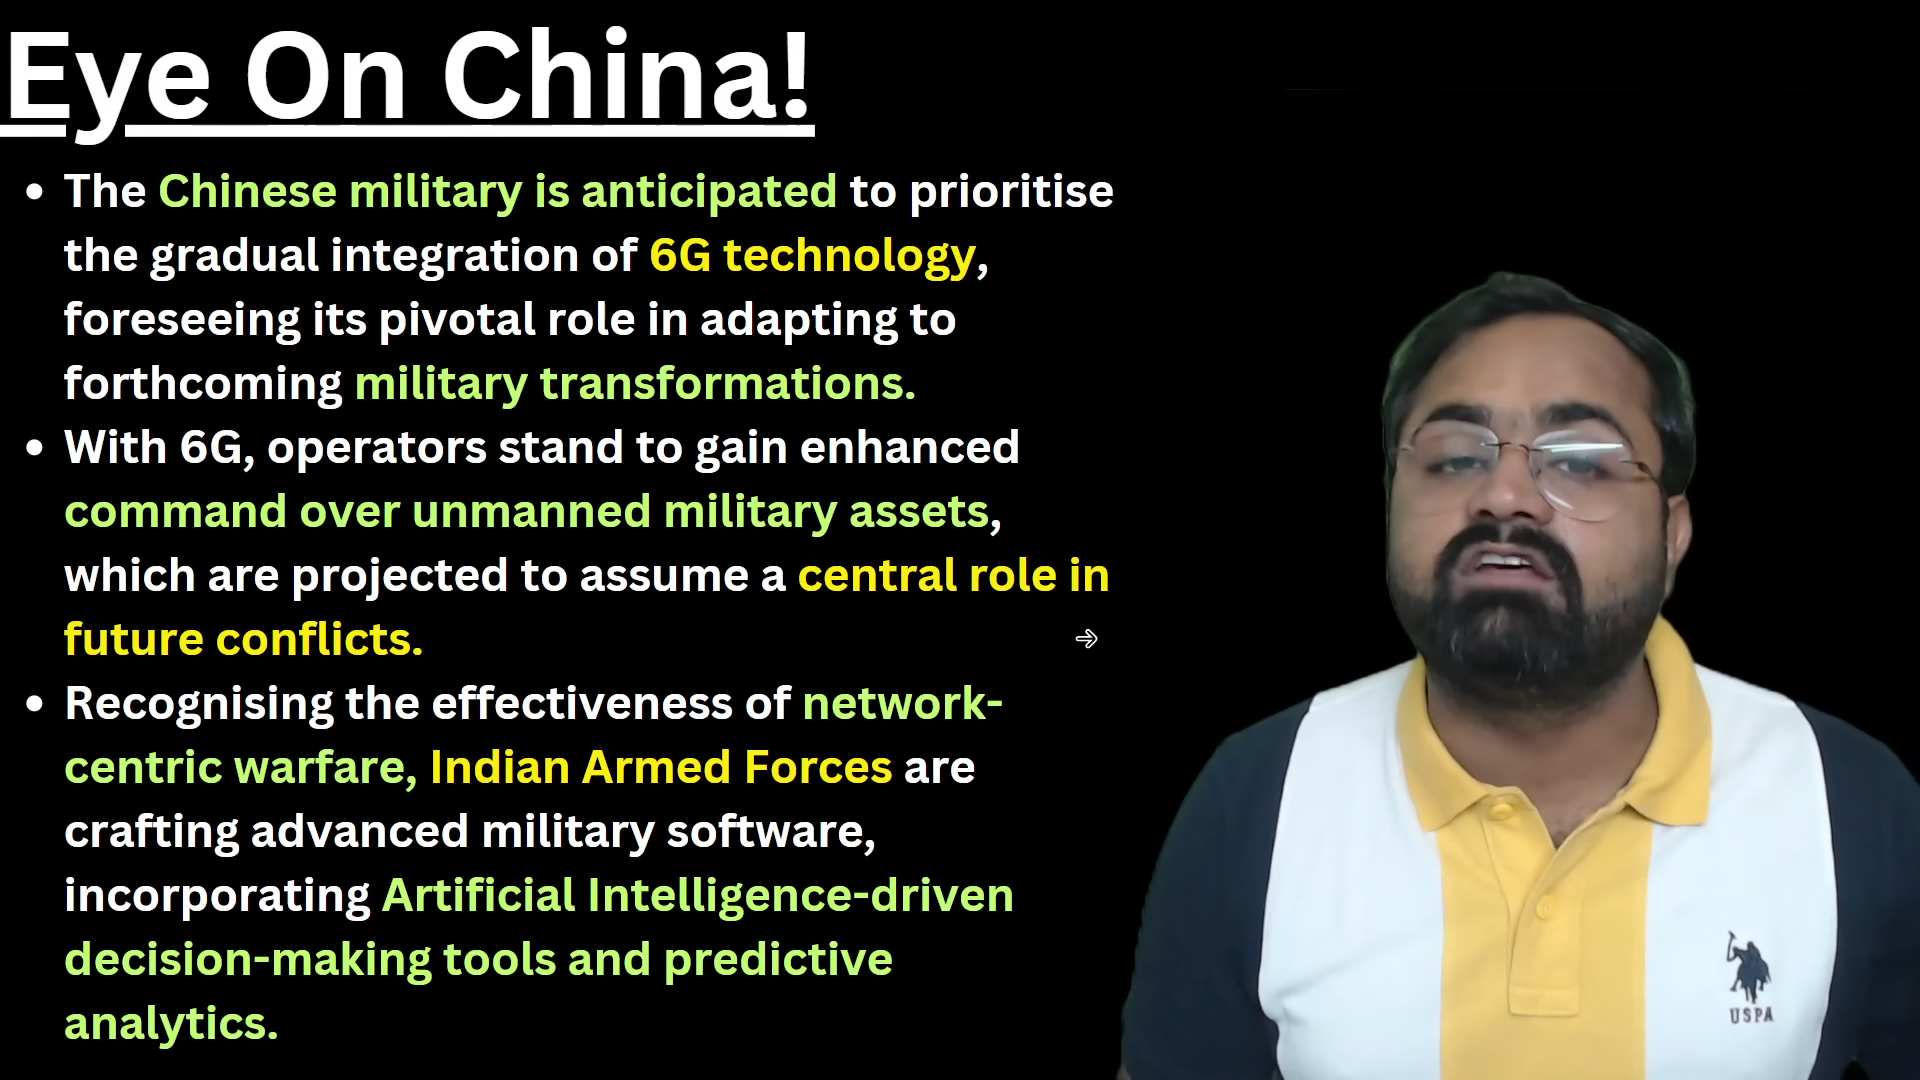 Eye On China!
• The Chinese military is anticipated to prioritise
the gradual integration of 6G technology,
foreseeing its pivotal role in adapting to
forthcoming military transformations.
• With 6G, operators stand to gain enhanced
command over unmanned military assets,
which are projected to assume a central role in
future conflicts.
• Recognising the effectiveness of network-
centric warfare, Indian Armed Forces are
crafting advanced military software,
incorporating Artificial Intelligence-driven
decision-making tools and predictive
analytics.
USPA